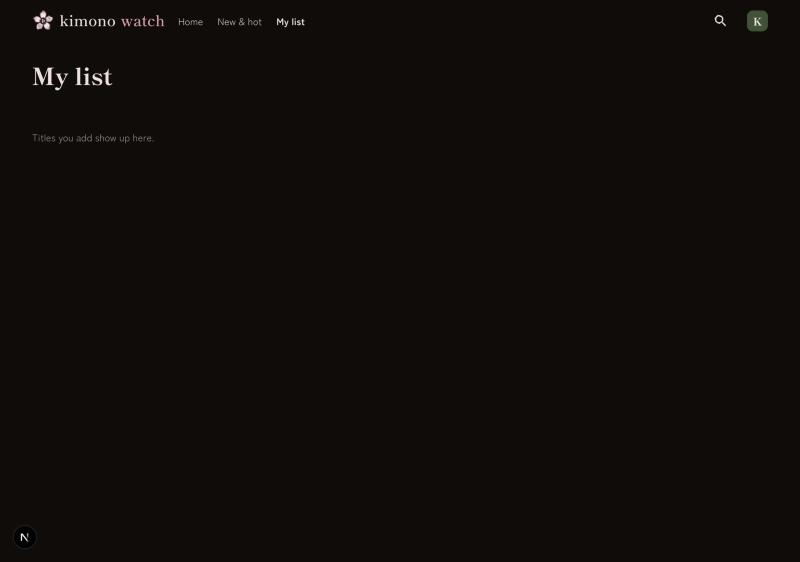 kimono watch
Home
New & hot
My list
K
My list
Titles you add show up here.
N